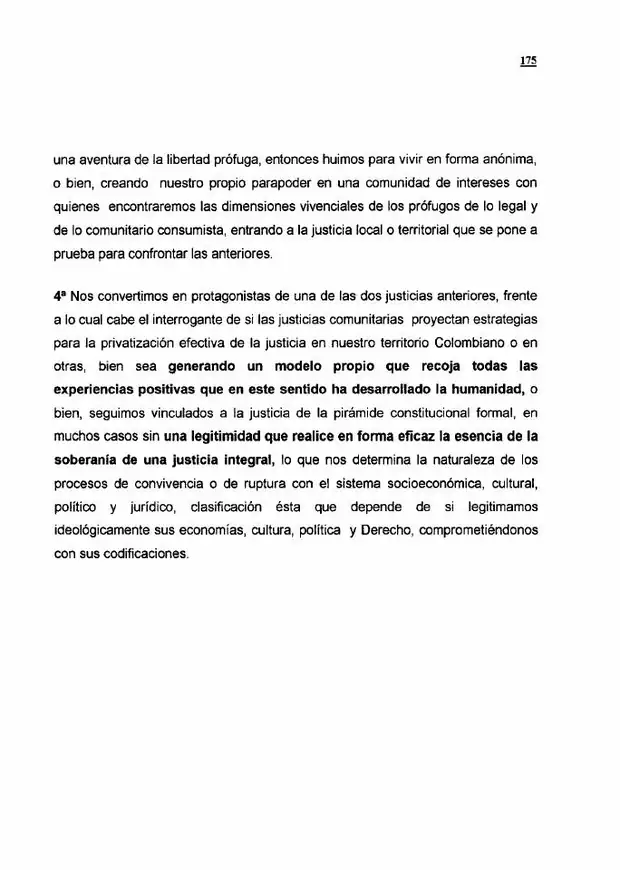 175
una aventura de la libertad prófuga, entonces huimos para vivir en forma anónima,
o bien, creando nuestro propio parapoder en una comunidad de intereses con
quienes encontraremos las dimensiones vivenciales de los prófugos de lo legal y
de lo comunitario consumista, entrando a la justicia local o territorial que se pone a
prueba para confrontar las anteriores.
4ª Nos convertimos en protagonistas de una de las dos justicias anteriores, frente
a lo cual cabe el interrogante de si las justicias comunitarias proyectan estrategias
para la privatización efectiva de la justicia en nuestro territorio Colombiano o en
otras, bien sea generando un modelo propio que recoja todas las
experiencias positivas que en este sentido ha desarrollado la humanidad, o
bien, seguimos vinculados a la justicia de la pirámide constitucional formal, en
muchos casos sin una legitimidad que realice en forma eficaz la esencia de la
soberanía de una justicia integral, lo que nos determina la naturaleza de los
procesos de convivencia o de ruptura con el sistema socioeconómica, cultural,
político y jurídico, clasificación ésta que depende de si legitimamos
ideológicamente sus economías, cultura, política y Derecho, comprometiéndonos
con sus codificaciones.